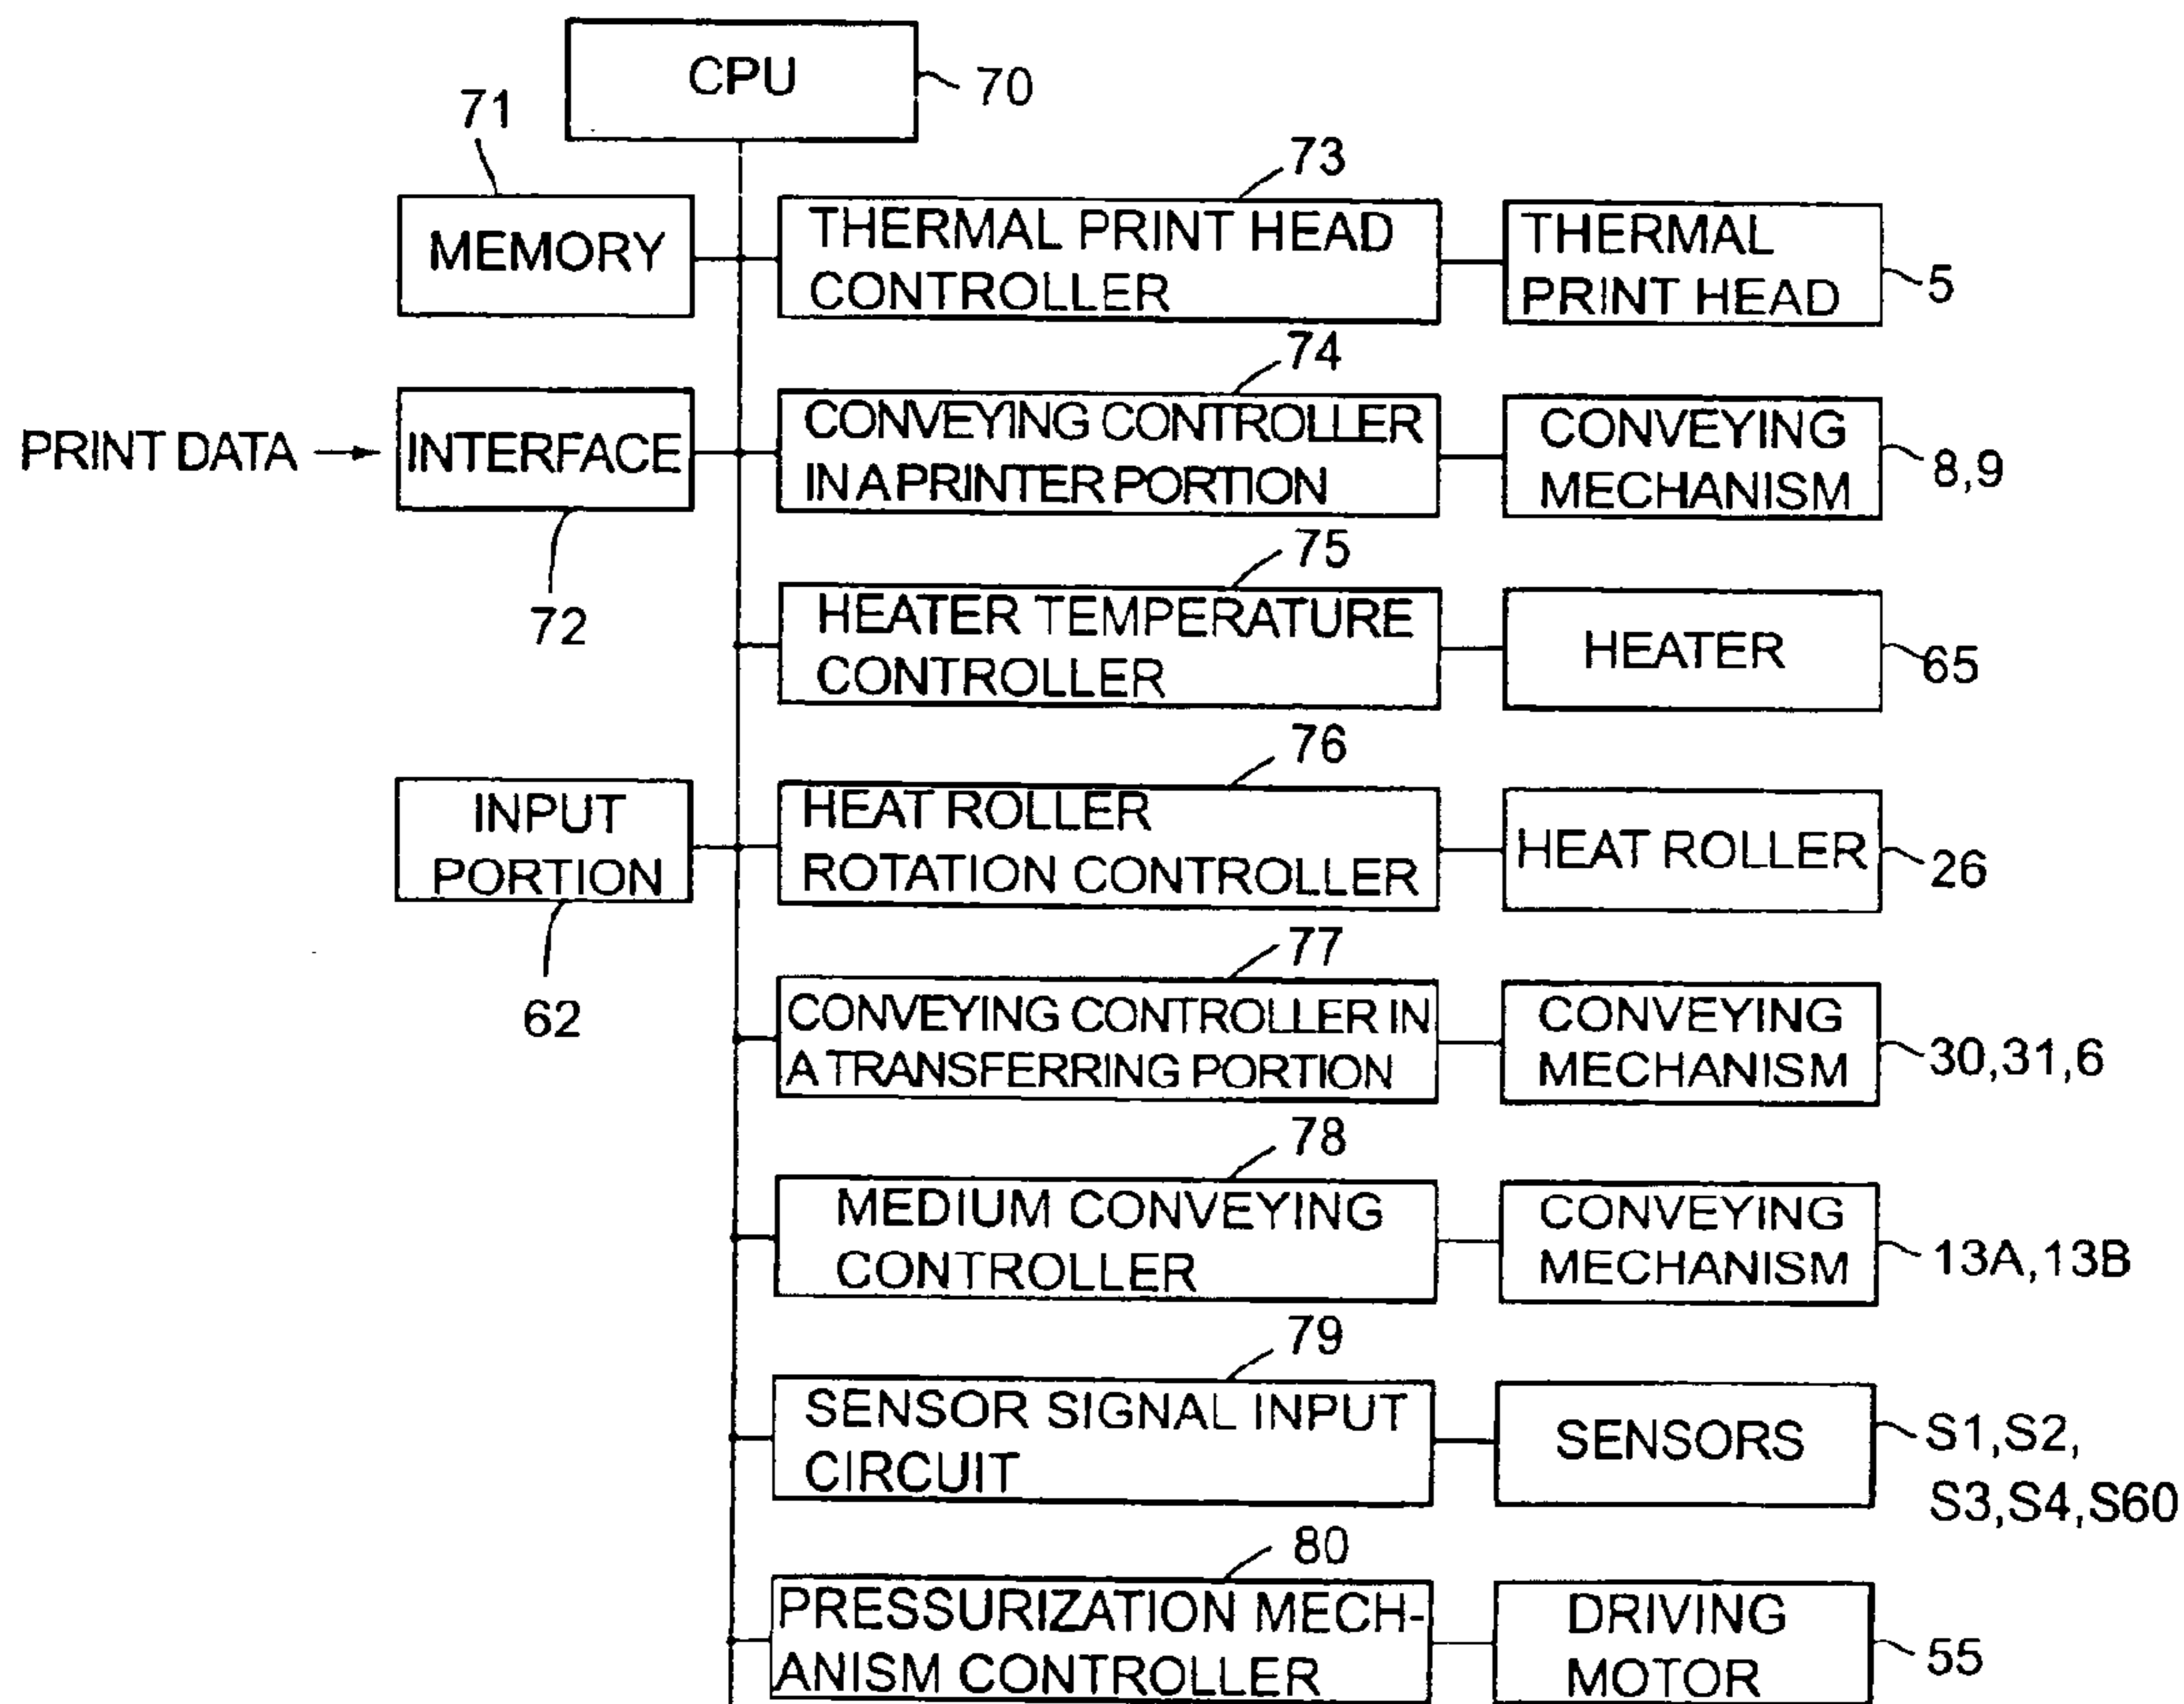 CPU
70
71
73
MEMORY
THERMAL PRINT HEAD
CONTROLLER
THERMAL
PRINT HEAD
5
74
PRINT DATA
INTERFACE
CONVEYING CONTROLLER
IN A PRINTER PORTION
CONVEYING
MECHANISM
8,9
72
75
HEATER TEMPERATURE
CONTROLLER
HEATER
65
76
INPUT
PORTION
HEAT ROLLER
ROTATION CONTROLLER
HEAT ROLLER
26
62
77
CONVEYING CONTROLLER IN
A TRANSFERRING PORTION
CONVEYING
MECHANISM
30,31,6
78
MEDIUM CONVEYING
CONTROLLER
CONVEYING
MECHANISM
13A,13B
79
SENSOR SIGNAL INPUT
CIRCUIT
SENSORS
S1,S2,
S3,S4,S60
80
PRESSURIZATION MECH-
ANISM CONTROLLER
DRIVING
MOTOR
55